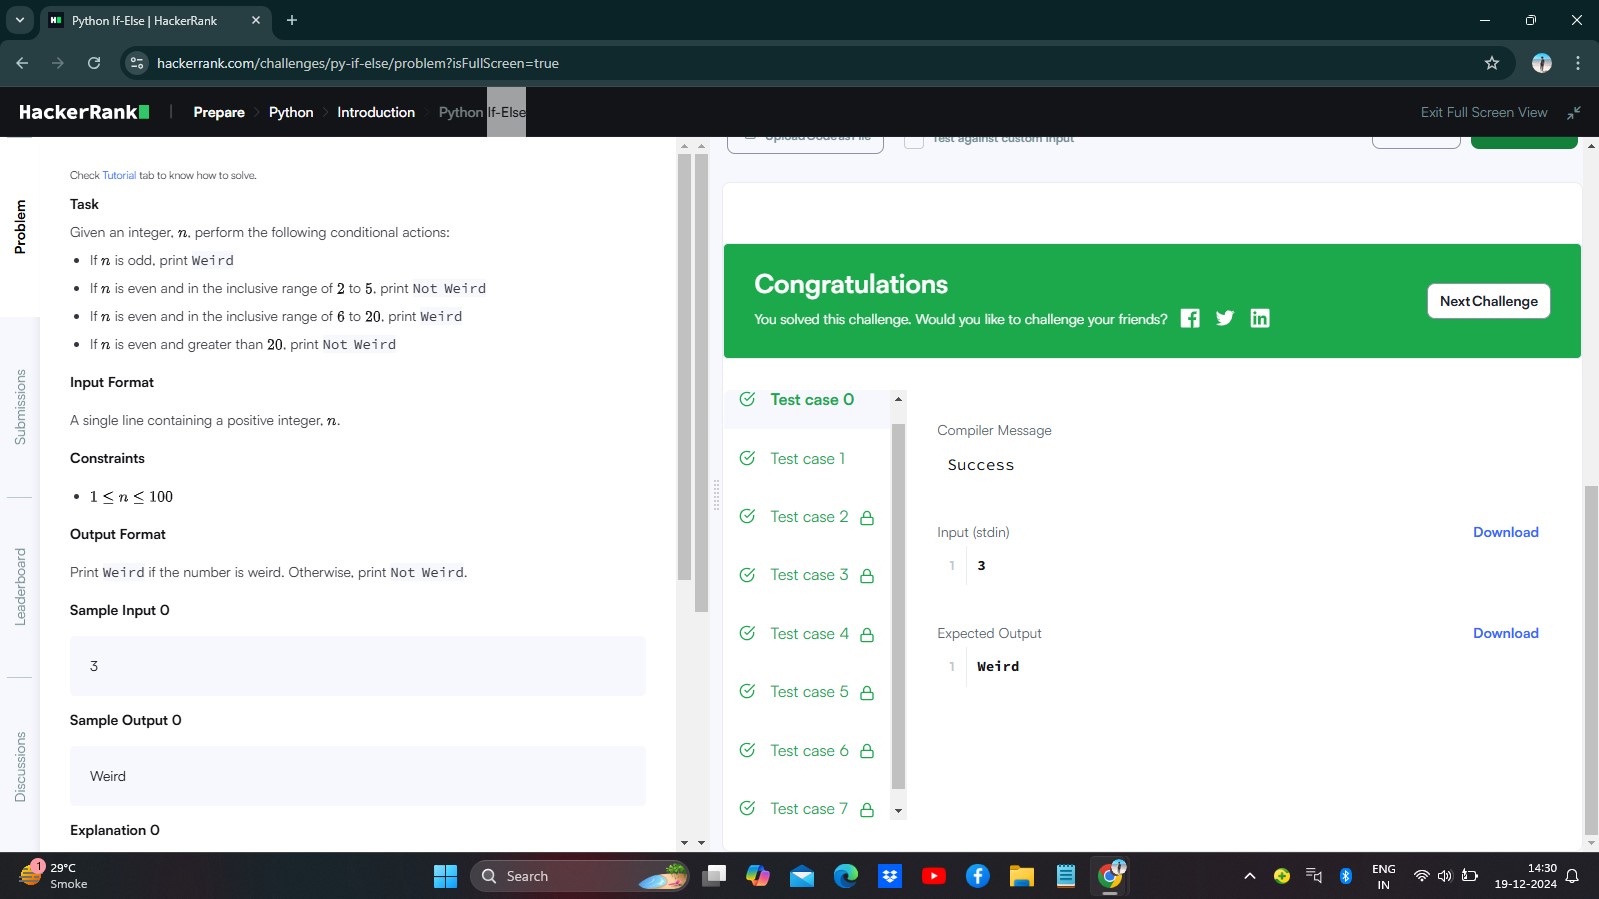 Python If-Else | HackerRank
hackerrank.com/challenges/py-if-else/problem?isFullScreen=true
HackerRank
Prepare
Python
Introduction
Python If-Else
Exit Full Screen View
Problem
Submissions
Leaderboard
Discussions
Check Tutorial tab to know how to solve.
Task
Given an integer, n, perform the following conditional actions:
• If n is odd, print Weird
• If n is even and in the inclusive range of 2 to 5, print Not Weird
• If n is even and in the inclusive range of 6 to 20, print Weird
• If n is even and greater than 20, print Not Weird
Input Format
A single line containing a positive integer, n.
Constraints
• 1 ≤ n ≤ 100
Output Format
Print Weird if the number is weird. Otherwise, print Not Weird.
Sample Input 0
3
Sample Output 0
Weird
Explanation 0
Upload Code as File
Test against custom input
Congratulations
You solved this challenge. Would you like to challenge your friends?
Next Challenge
Test case 0
Test case 1
Test case 2
Test case 3
Test case 4
Test case 5
Test case 6
Test case 7
Compiler Message
Success
Input (stdin)
Download
1 3
Expected Output
Download
1 Weird
1
29°C
Smoke
Search
ENG
IN
14:30
19-12-2024